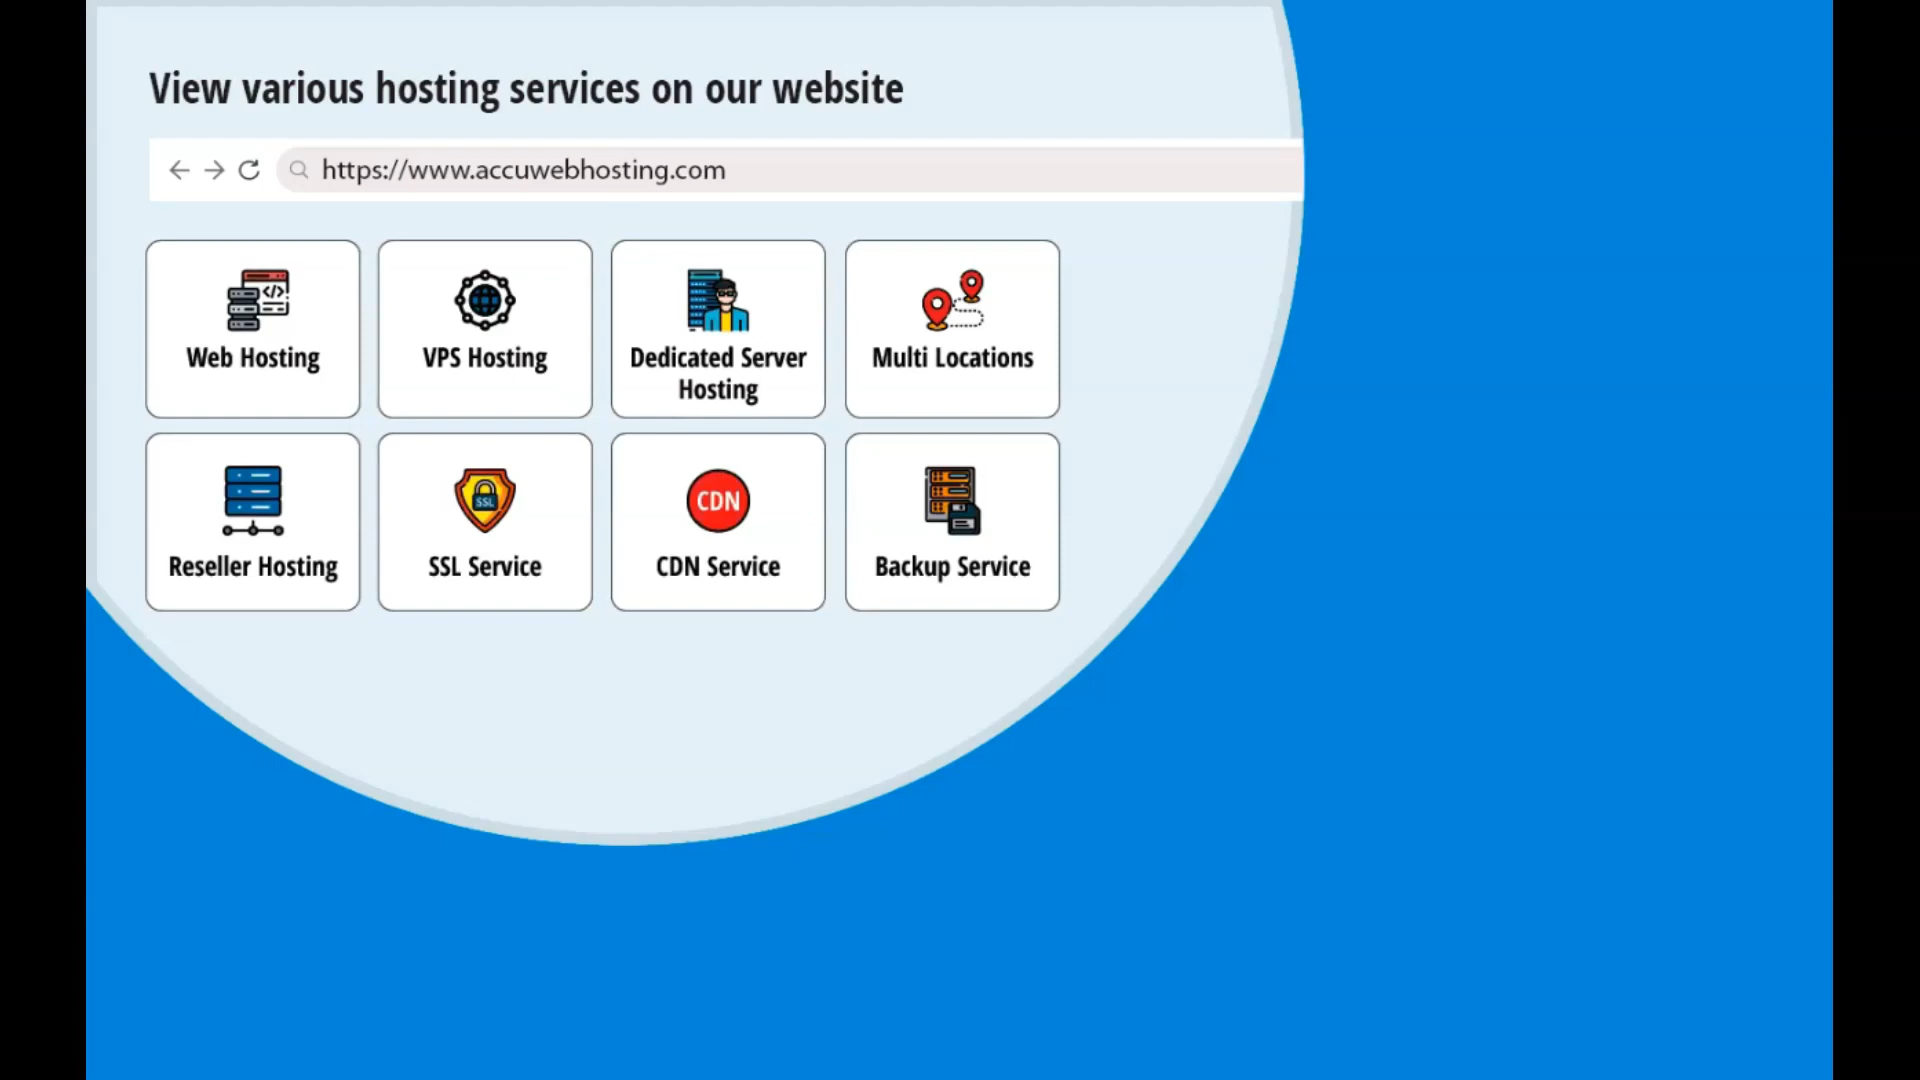 View various hosting services on our website
https://www.accuwebhosting.com
Web Hosting
VPS Hosting
Dedicated Server
Hosting
Multi Locations
Reseller Hosting
SSL
SSL Service
CDN
CDN Service
Backup Service